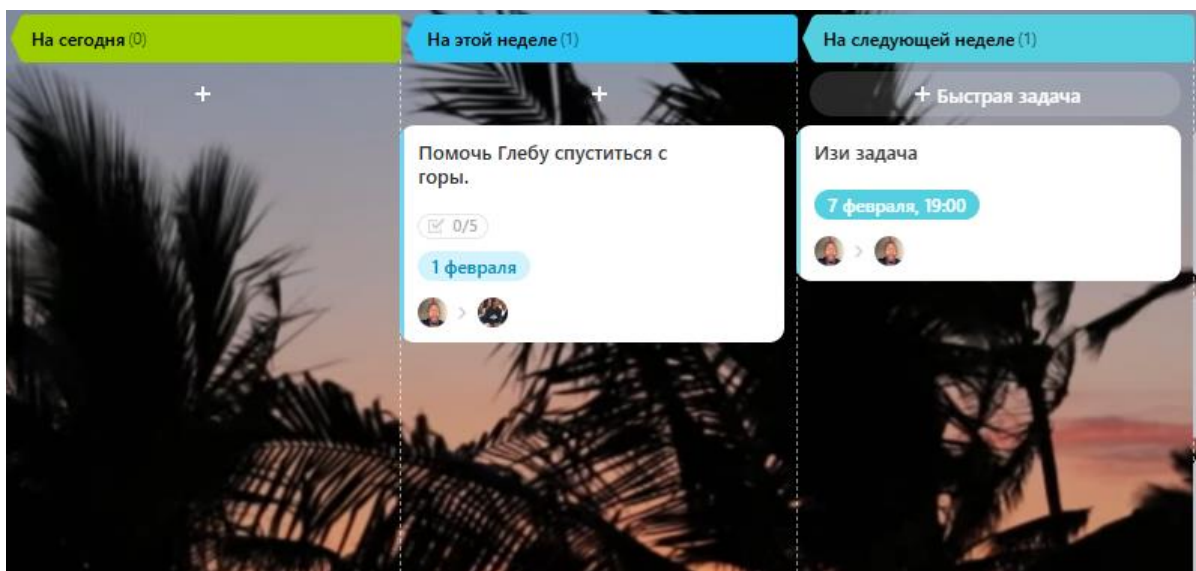 На сегодня (0)
На этой неделе (1)
На следующей неделе (1)
+
+
+ Быстрая задача
Помочь Глебу спуститься с
горы.
0/5
1 февраля
Изи задача
7 февраля, 19:00